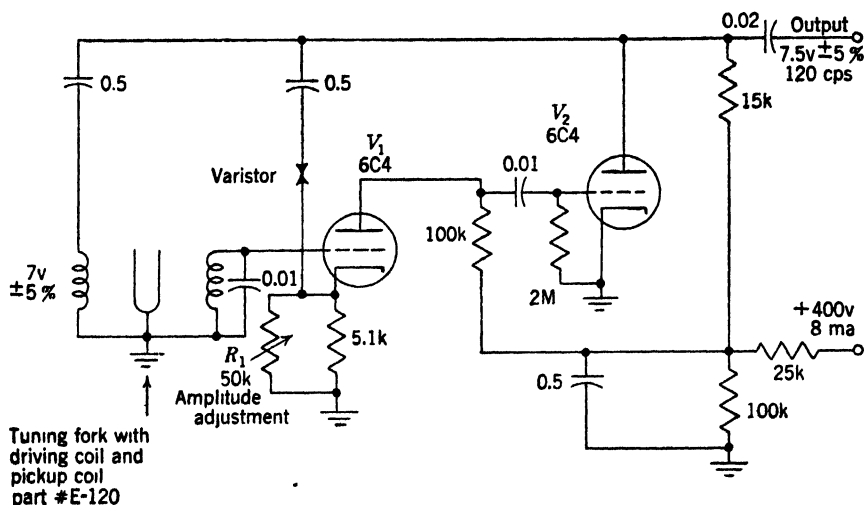 0.02
Output
7.5v ±5 %
120 cps
0.5
0.5
15k
V₂
6C4
V₁
6C4
0.01
Varistor
100k
7v
±5 %
0.01
2M
+400v
8 ma
R₁
50k
5.1k
Amplitude
adjustment
0.5
25k
100k
Tuning fork with
driving coil and
pickup coil
part #E-120